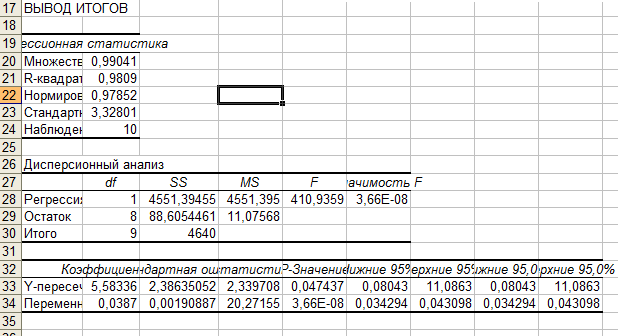 17 ВЫВОД ИТОГОВ
18
19 ессионная статистика
20 Множеств 0,99041
21 R-квадрат 0,9809
22 Нормиров 0,97852
23 Стандартн 3,32801
24 Наблюден 10
25
26 Дисперсионный анализ
27 df SS MS F ачимость F
28 Регрессия 1 4551,39455 4551,395 410,9359 3,66E-08
29 Остаток 8 88,6054461 11,07568
30 Итого 9 4640
31
32 Коэффициен ндартная ош татисти P-Значение ижние 95% ерхние 95% ижние 95,0 рхние 95,0%
33 Y-пересеч 5,58336 2,38635052 2,339708 0,047437 0,08043 11,0863 0,08043 11,0863
34 Переменн 0,0387 0,00190887 20,27155 3,66E-08 0,034294 0,043098 0,034294 0,043098
35